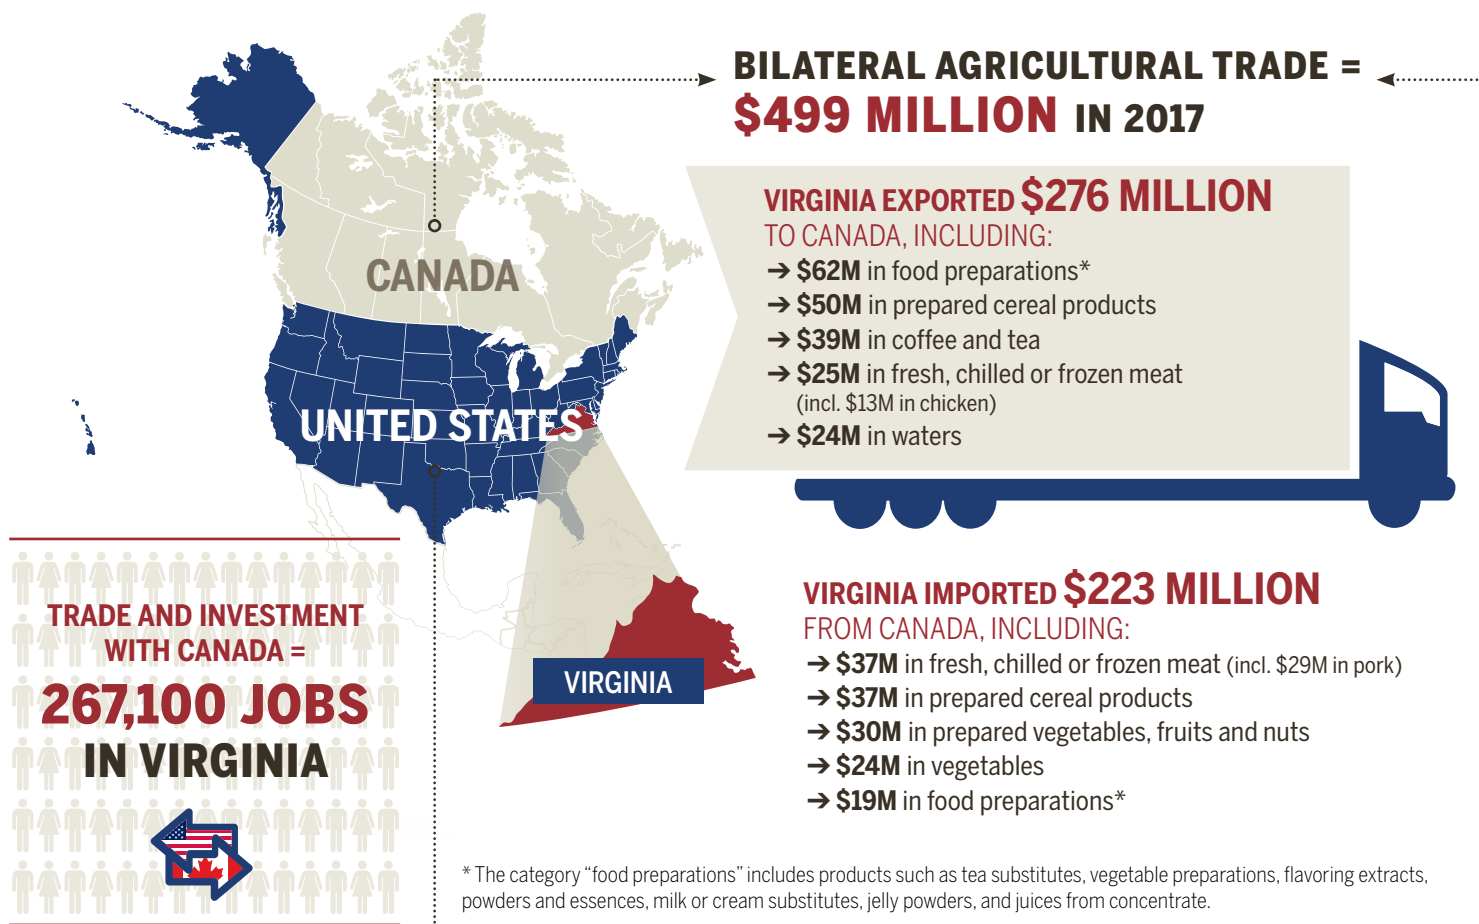 BILATERAL AGRICULTURAL TRADE =
$499 MILLION IN 2017
VIRGINIA EXPORTED $276 MILLION
TO CANADA, INCLUDING:
➔ $62M in food preparations*
➔ $50M in prepared cereal products
➔ $39M in coffee and tea
➔ $25M in fresh, chilled or frozen meat
(incl. $13M in chicken)
➔ $24M in waters
CANADA
UNITED STATES
VIRGINIA
VIRGINIA IMPORTED $223 MILLION
FROM CANADA, INCLUDING:
➔ $37M in fresh, chilled or frozen meat (incl. $29M in pork)
➔ $37M in prepared cereal products
➔ $30M in prepared vegetables, fruits and nuts
➔ $24M in vegetables
➔ $19M in food preparations*
TRADE AND INVESTMENT
WITH CANADA =
267,100 JOBS
IN VIRGINIA
* The category “food preparations” includes products such as tea substitutes, vegetable preparations, flavoring extracts,
powders and essences, milk or cream substitutes, jelly powders, and juices from concentrate.